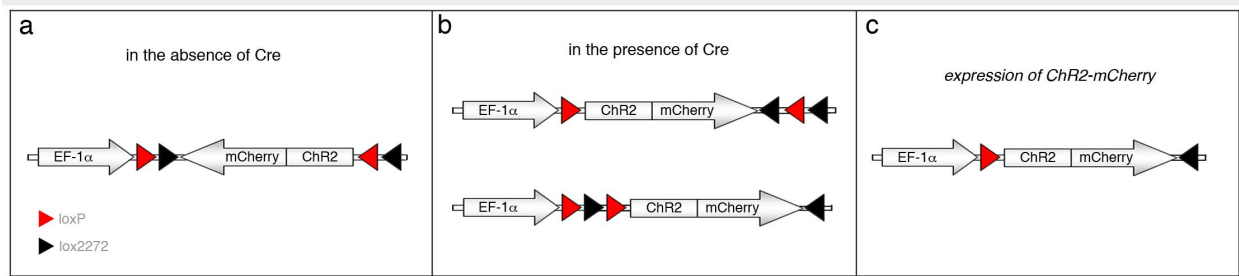 a
in the absence of Cre
EF-1α mCherry ChR2
loxP
lox2272
b
in the presence of Cre
EF-1α ChR2 mCherry
EF-1α ChR2 mCherry
c
expression of ChR2-mCherry
EF-1α ChR2 mCherry